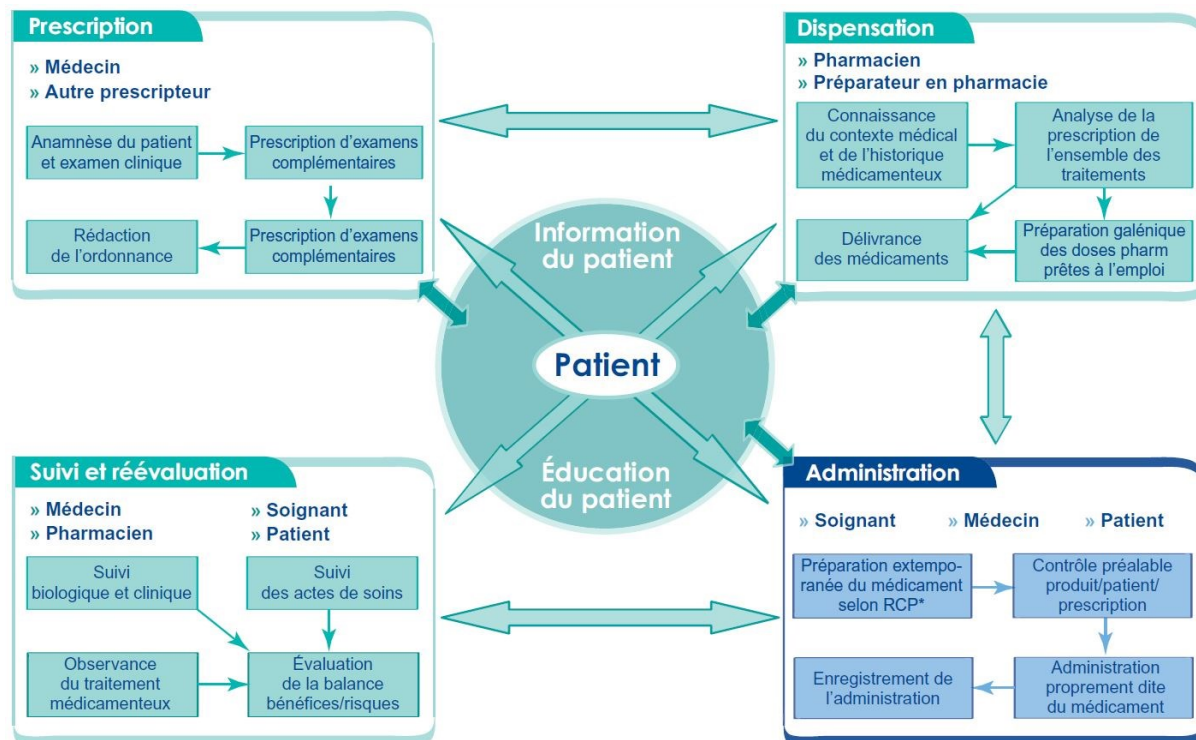 Prescription
» Médecin
» Autre prescripteur
Anamnèse du patient
et examen clinique
Prescription d'examens
complémentaires
Rédaction
de l'ordonnance
Prescription d'examens
complémentaires
Dispensation
» Pharmacien
» Préparateur en pharmacie
Connaissance
du contexte médical
et de l'historique
médicamenteux
Analyse de la
prescription de
l'ensemble des
traitements
Délivrance
des médicaments
Préparation galénique
des doses pharm
prêtes à l'emploi
Information
du patient
Patient
Éducation
du patient
Suivi et réévaluation
» Médecin
» Pharmacien
» Soignant
» Patient
Suivi
biologique et clinique
Suivi
des actes de soins
Observance
du traitement
médicamenteux
Évaluation
de la balance
bénéfices/risques
Administration
» Soignant
» Médecin
» Patient
Préparation extempo-
ranée du médicament
selon RCP*
Contrôle préalable
produit/patient/
prescription
Enregistrement de
l'administration
Administration
proprement dite
du médicament